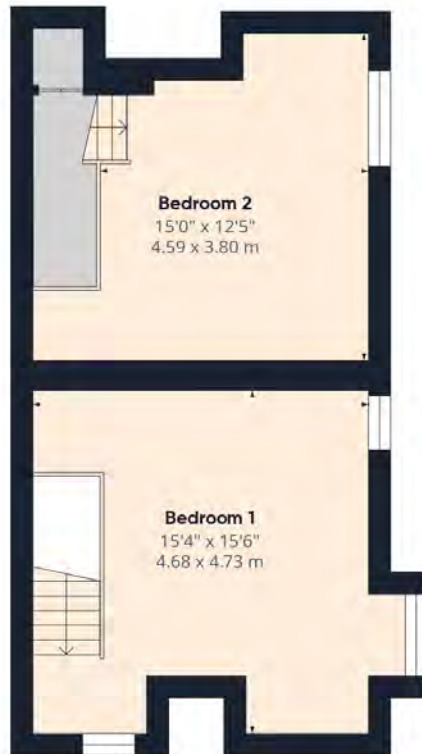 Bedroom 2
15'0" x 12'5"
4.59 x 3.80 m
Bedroom 1
15'4" x 15'6"
4.68 x 4.73 m